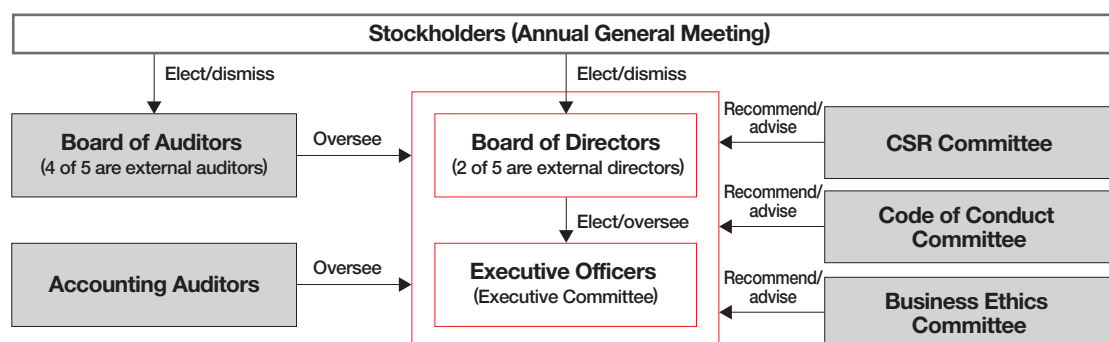 Stockholders (Annual General Meeting)
Elect/dismiss
Elect/dismiss
Board of Auditors
(4 of 5 are external auditors)
Oversee
Board of Directors
(2 of 5 are external directors)
Recommend/
advise
CSR Committee
Elect/oversee
Recommend/
advise
Code of Conduct
Committee
Accounting Auditors
Oversee
Executive Officers
(Executive Committee)
Recommend/
advise
Business Ethics
Committee